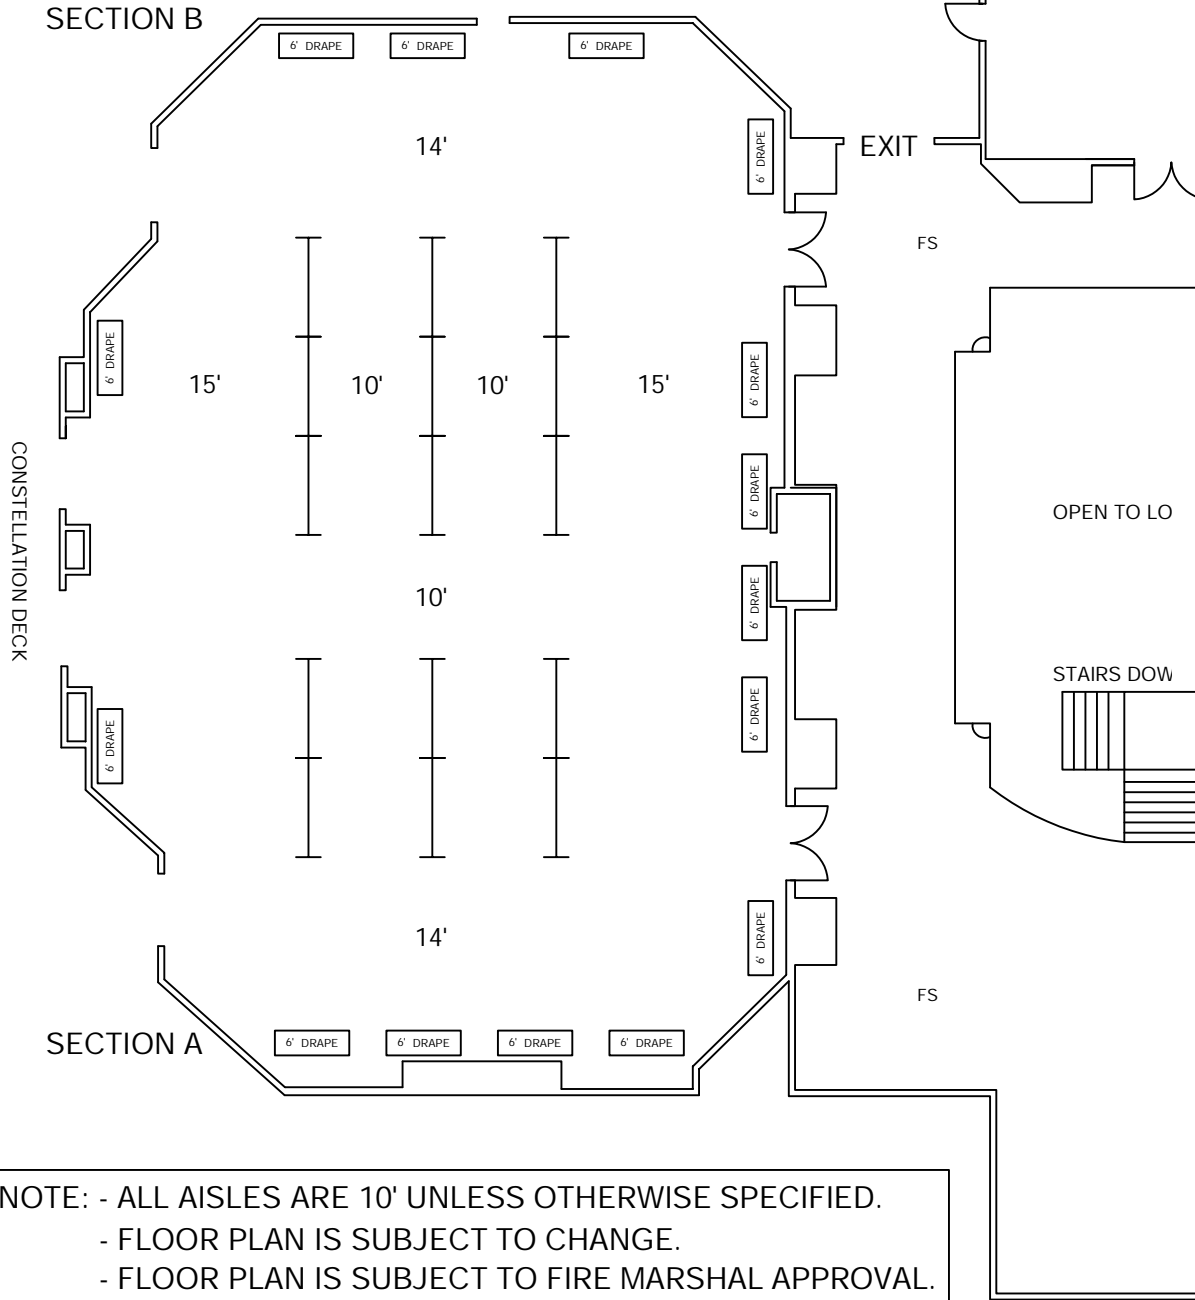 SECTION B
6' DRAPE
6' DRAPE
6' DRAPE
6' DRAPE
14'
EXIT
FS
6' DRAPE
15'
10'
10'
15'
6' DRAPE
CONSTELLATION DECK
6' DRAPE
OPEN TO LO
10'
6' DRAPE
STAIRS DOW
6' DRAPE
6' DRAPE
14'
6' DRAPE
FS
SECTION A
6' DRAPE
6' DRAPE
6' DRAPE
6' DRAPE
NOTE: - ALL AISLES ARE 10' UNLESS OTHERWISE SPECIFIED.
- FLOOR PLAN IS SUBJECT TO CHANGE.
- FLOOR PLAN IS SUBJECT TO FIRE MARSHAL APPROVAL.